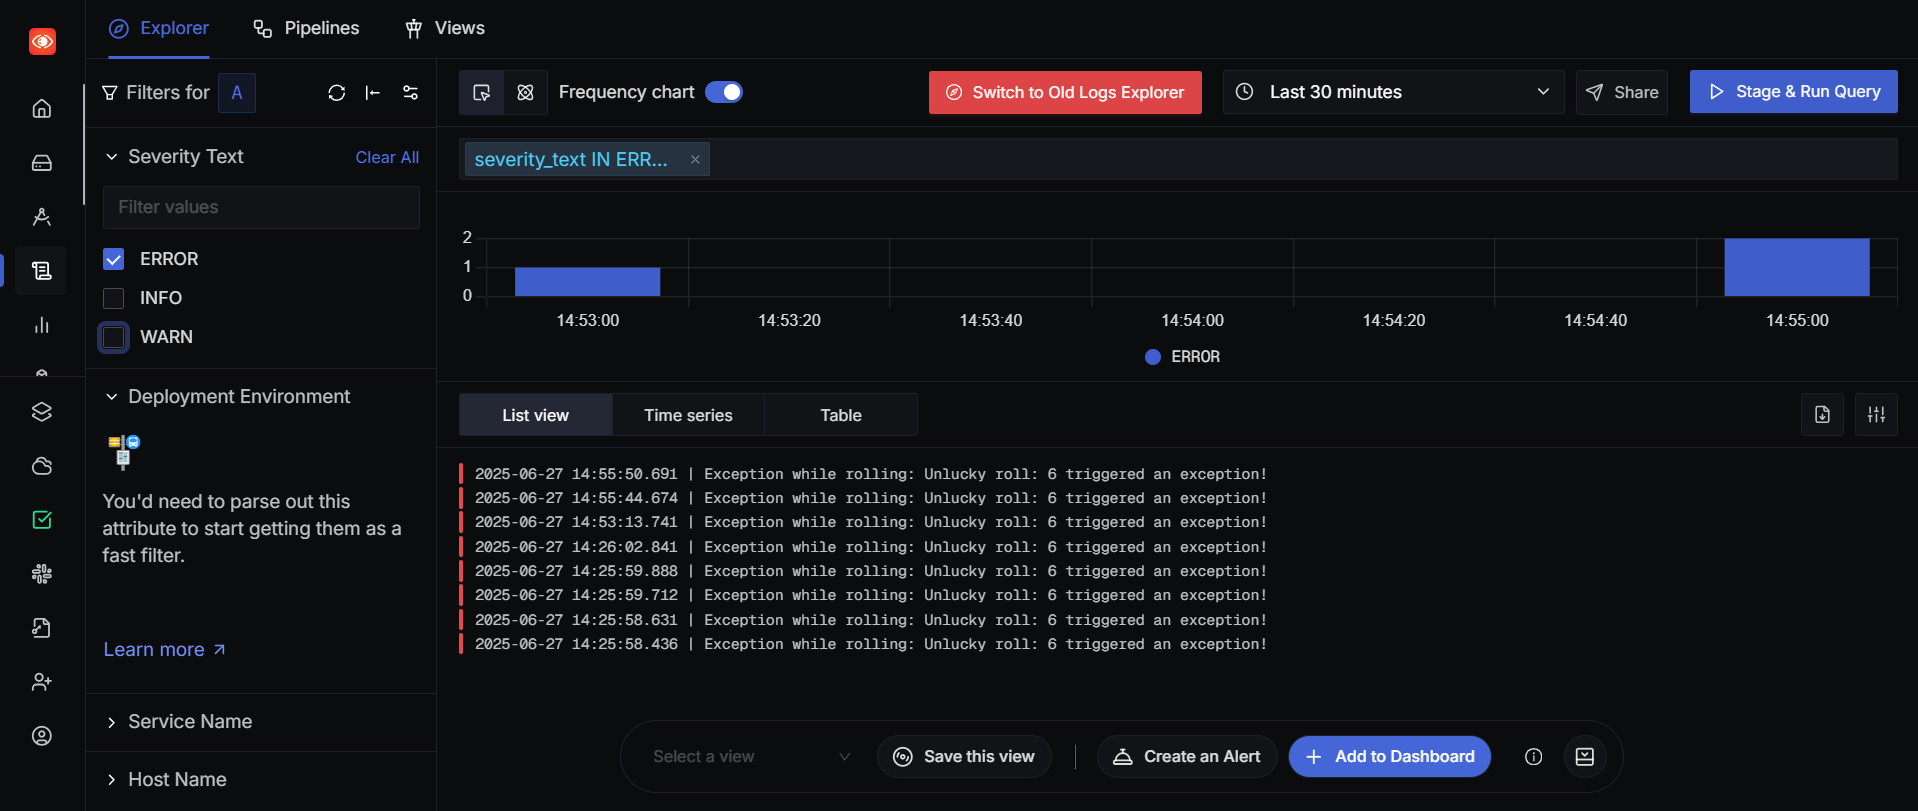 Explorer
Pipelines
Views
Filters for A
Frequency chart
Switch to Old Logs Explorer
Last 30 minutes
Share
Stage & Run Query
Severity Text
Clear All
Filter values
ERROR
INFO
WARN
Deployment Environment
You'd need to parse out this
attribute to start getting them as a
fast filter.
Learn more
Service Name
Host Name
severity_text IN ERR...
2
1
0
14:53:00 14:53:20 14:53:40 14:54:00 14:54:20 14:54:40 14:55:00
ERROR
List view
Time series
Table
2025-06-27 14:55:50.691 | Exception while rolling: Unlucky roll: 6 triggered an exception!
2025-06-27 14:55:44.674 | Exception while rolling: Unlucky roll: 6 triggered an exception!
2025-06-27 14:53:13.741 | Exception while rolling: Unlucky roll: 6 triggered an exception!
2025-06-27 14:26:02.841 | Exception while rolling: Unlucky roll: 6 triggered an exception!
2025-06-27 14:25:59.888 | Exception while rolling: Unlucky roll: 6 triggered an exception!
2025-06-27 14:25:59.712 | Exception while rolling: Unlucky roll: 6 triggered an exception!
2025-06-27 14:25:58.631 | Exception while rolling: Unlucky roll: 6 triggered an exception!
2025-06-27 14:25:58.436 | Exception while rolling: Unlucky roll: 6 triggered an exception!
Select a view
Save this view
Create an Alert
Add to Dashboard